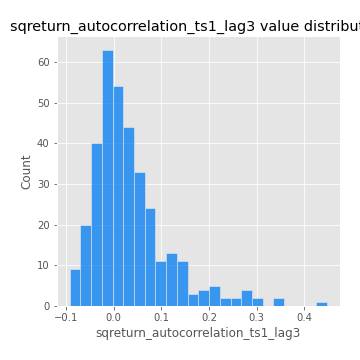 sqreturn_autocorrelation_ts1_lag3 value distribut
60
50
40
30
20
10
0
Count
−0.1 0.0 0.1 0.2 0.3 0.4
sqreturn_autocorrelation_ts1_lag3